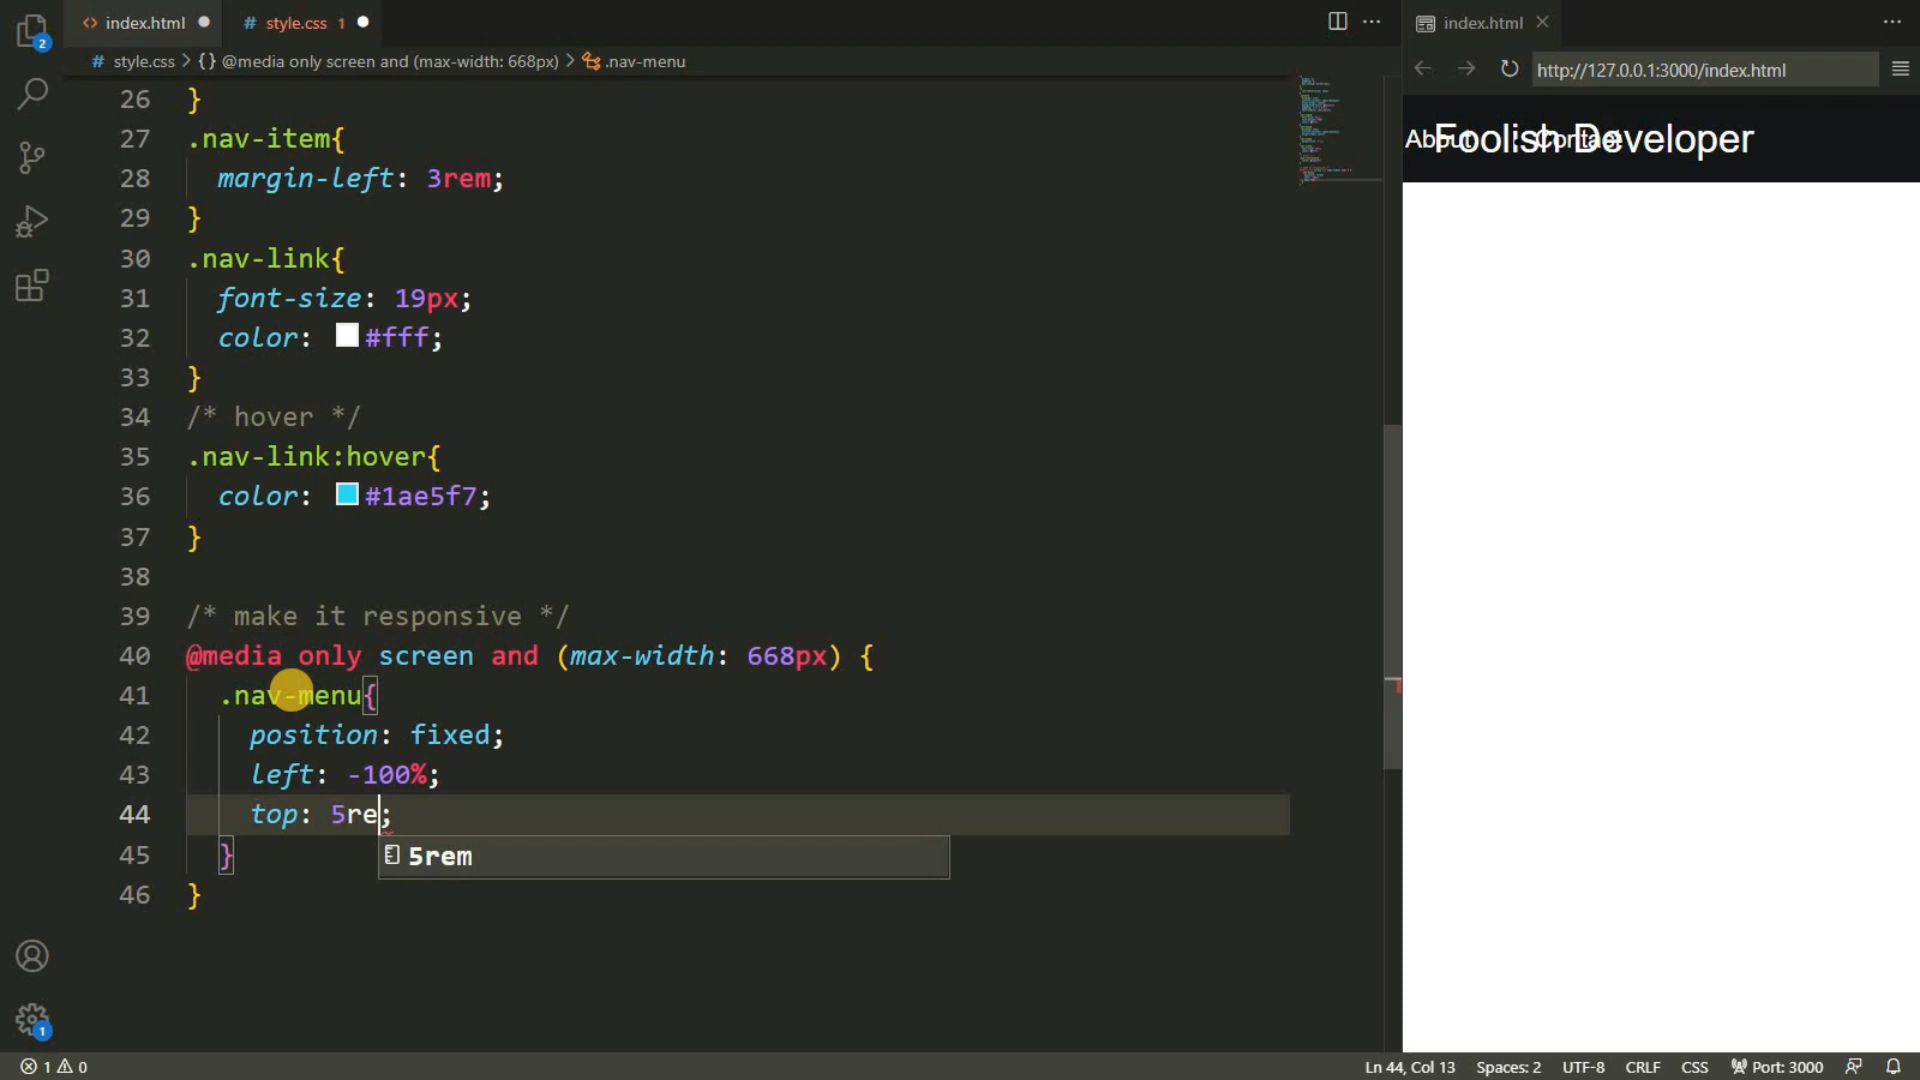 index.html
# style.css 1
index.html
# style.css > {} @media only screen and (max-width: 668px) > .nav-menu
http://127.0.0.1:3000/index.html
Foolish Developer
About
Contact
26 }
27 .nav-item{
28 margin-left: 3rem;
29 }
30 .nav-link{
31 font-size: 19px;
32 color: #fff;
33 }
34 /* hover */
35 .nav-link:hover{
36 color: #1ae5f7;
37 }
38
39 /* make it responsive */
40 @media only screen and (max-width: 668px) {
41 .nav-menu{
42 position: fixed;
43 left: -100%;
44 top: 5re;
45 }
5rem
46 }
2
1
1 0
Ln 44, Col 13
Spaces: 2
UTF-8
CRLF
CSS
Port: 3000